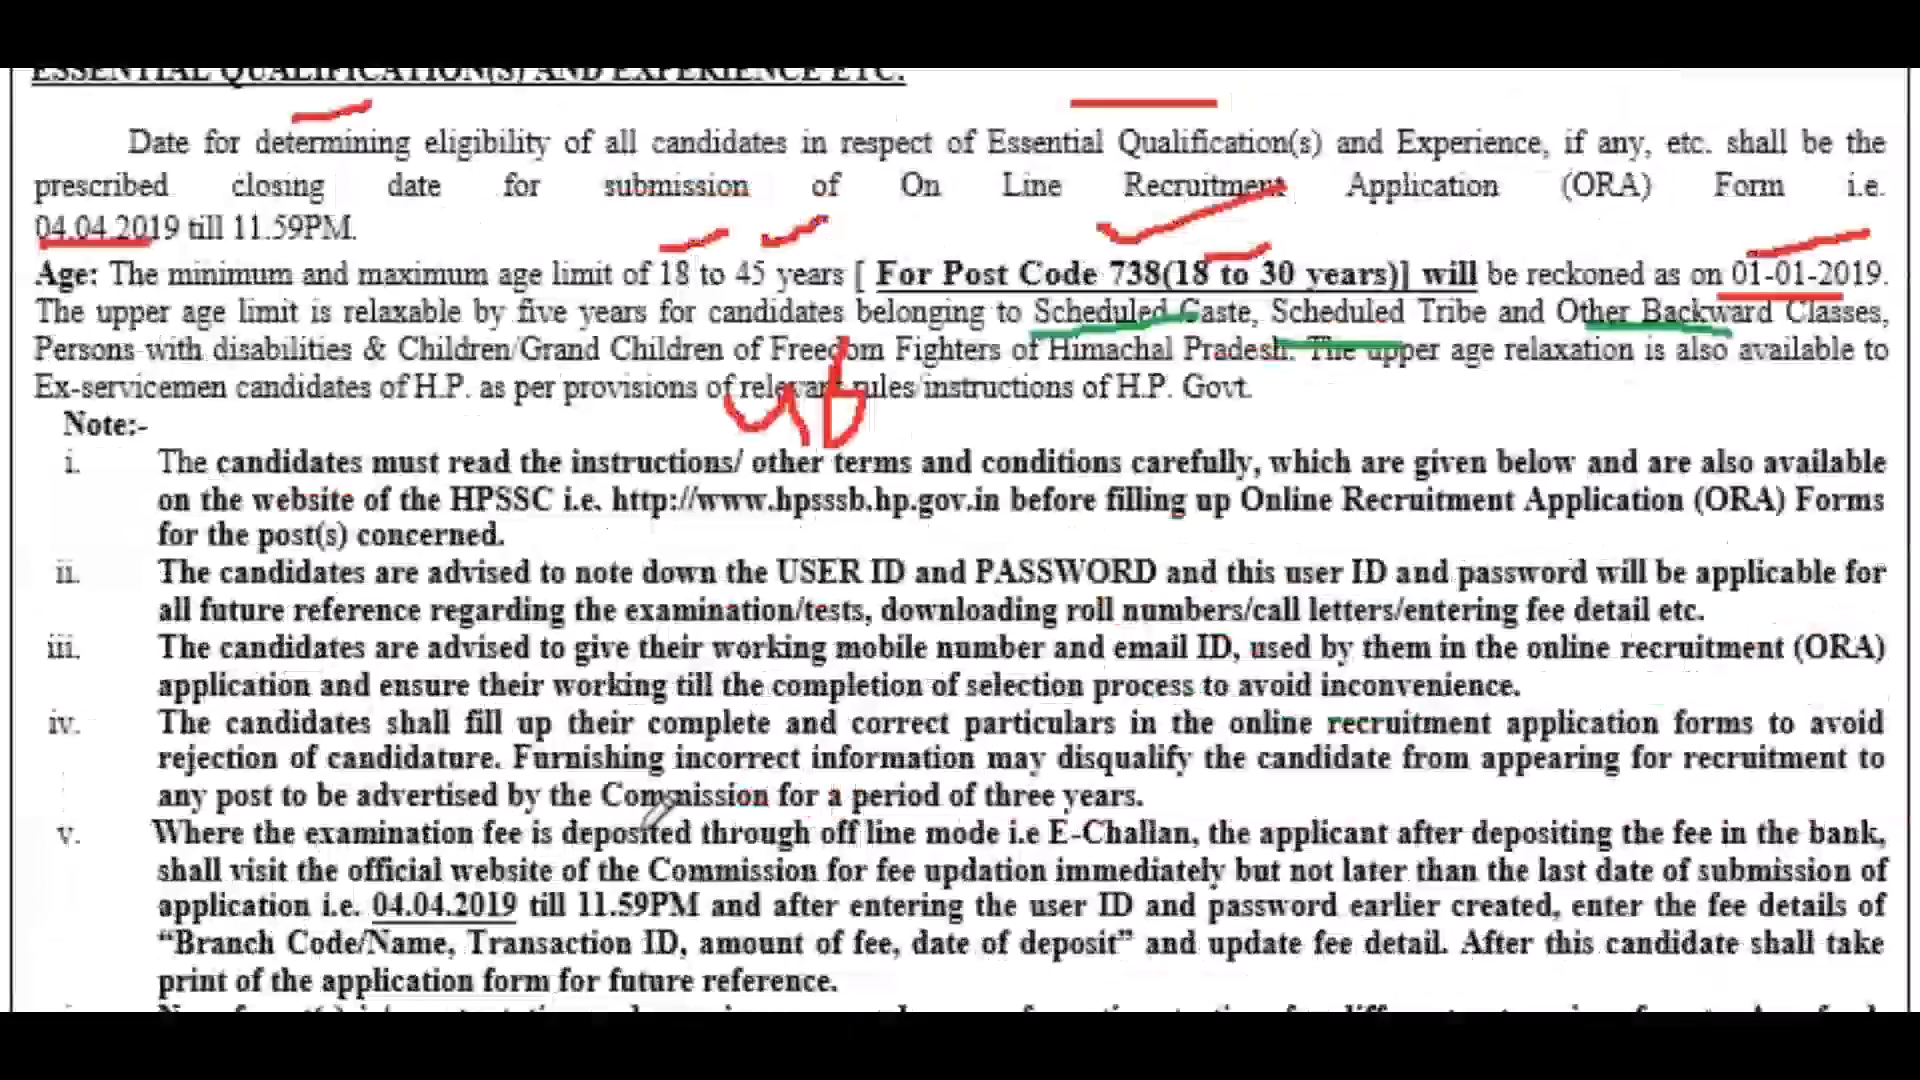 ESSENTIAL QUALIFICATION(S) AND EXPERIENCE ETC.
Date for determining eligibility of all candidates in respect of Essential Qualification(s) and Experience, if any, etc. shall be the
prescribed closing date for submission of On Line Recruitment Application (ORA) Form i.e.
04.04.2019 till 11.59PM.
Age: The minimum and maximum age limit of 18 to 45 years [ For Post Code 738(18 to 30 years)] will be reckoned as on 01-01-2019.
The upper age limit is relaxable by five years for candidates belonging to Scheduled Caste, Scheduled Tribe and Other Backward Classes,
Persons with disabilities & Children/Grand Children of Freedom Fighters of Himachal Pradesh. The upper age relaxation is also available to
Ex-servicemen candidates of H.P. as per provisions of relevant rules/instructions of H.P. Govt.
Note:-
i. The candidates must read the instructions/ other terms and conditions carefully, which are given below and are also available
on the website of the HPSSC i.e. http://www.hpsssb.hp.gov.in before filling up Online Recruitment Application (ORA) Forms
for the post(s) concerned.
ii. The candidates are advised to note down the USER ID and PASSWORD and this user ID and password will be applicable for
all future reference regarding the examination/tests, downloading roll numbers/call letters/entering fee detail etc.
iii. The candidates are advised to give their working mobile number and email ID, used by them in the online recruitment (ORA)
application and ensure their working till the completion of selection process to avoid inconvenience.
iv. The candidates shall fill up their complete and correct particulars in the online recruitment application forms to avoid
rejection of candidature. Furnishing incorrect information may disqualify the candidate from appearing for recruitment to
any post to be advertised by the Commission for a period of three years.
v. Where the examination fee is deposited through off line mode i.e E-Challan, the applicant after depositing the fee in the bank,
shall visit the official website of the Commission for fee updation immediately but not later than the last date of submission of
application i.e. 04.04.2019 till 11.59PM and after entering the user ID and password earlier created, enter the fee details of
“Branch Code/Name, Transaction ID, amount of fee, date of deposit” and update fee detail. After this candidate shall take
print of the application form for future reference.